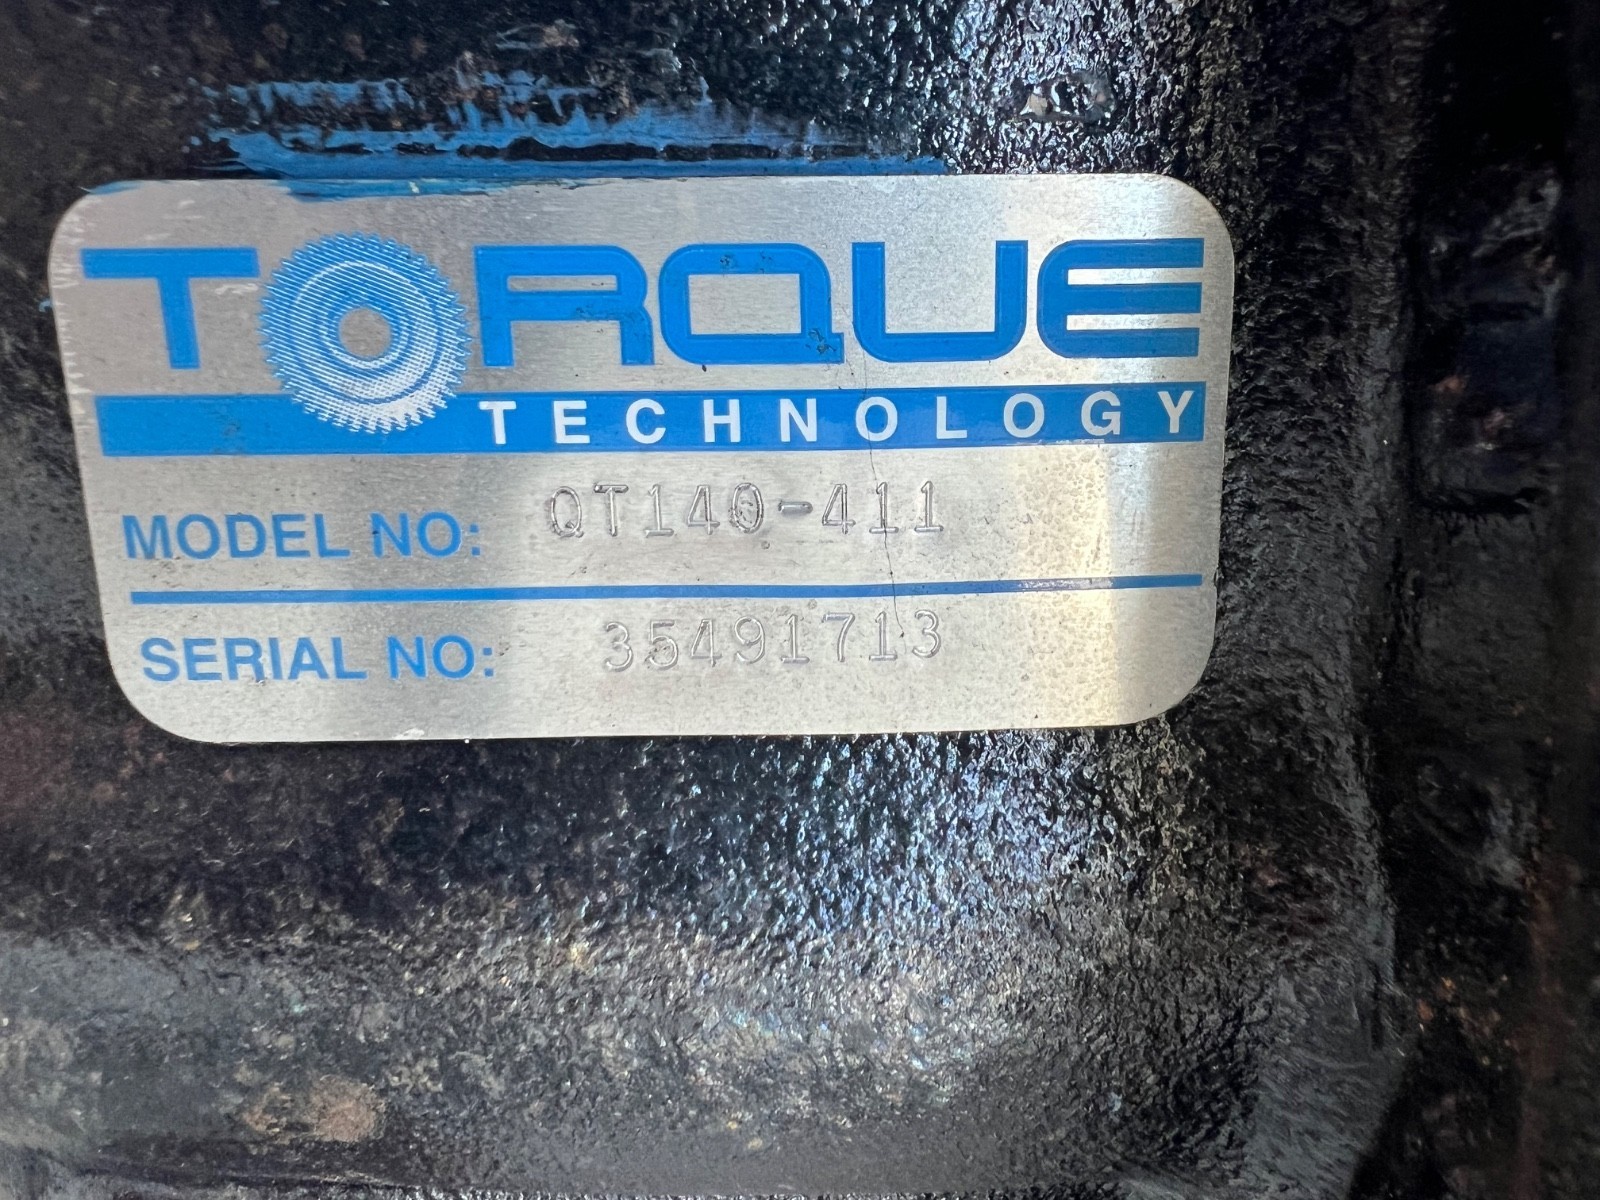 TORQUE
TECHNOLOGY
MODEL NO: QT140-411
SERIAL NO: 35491713